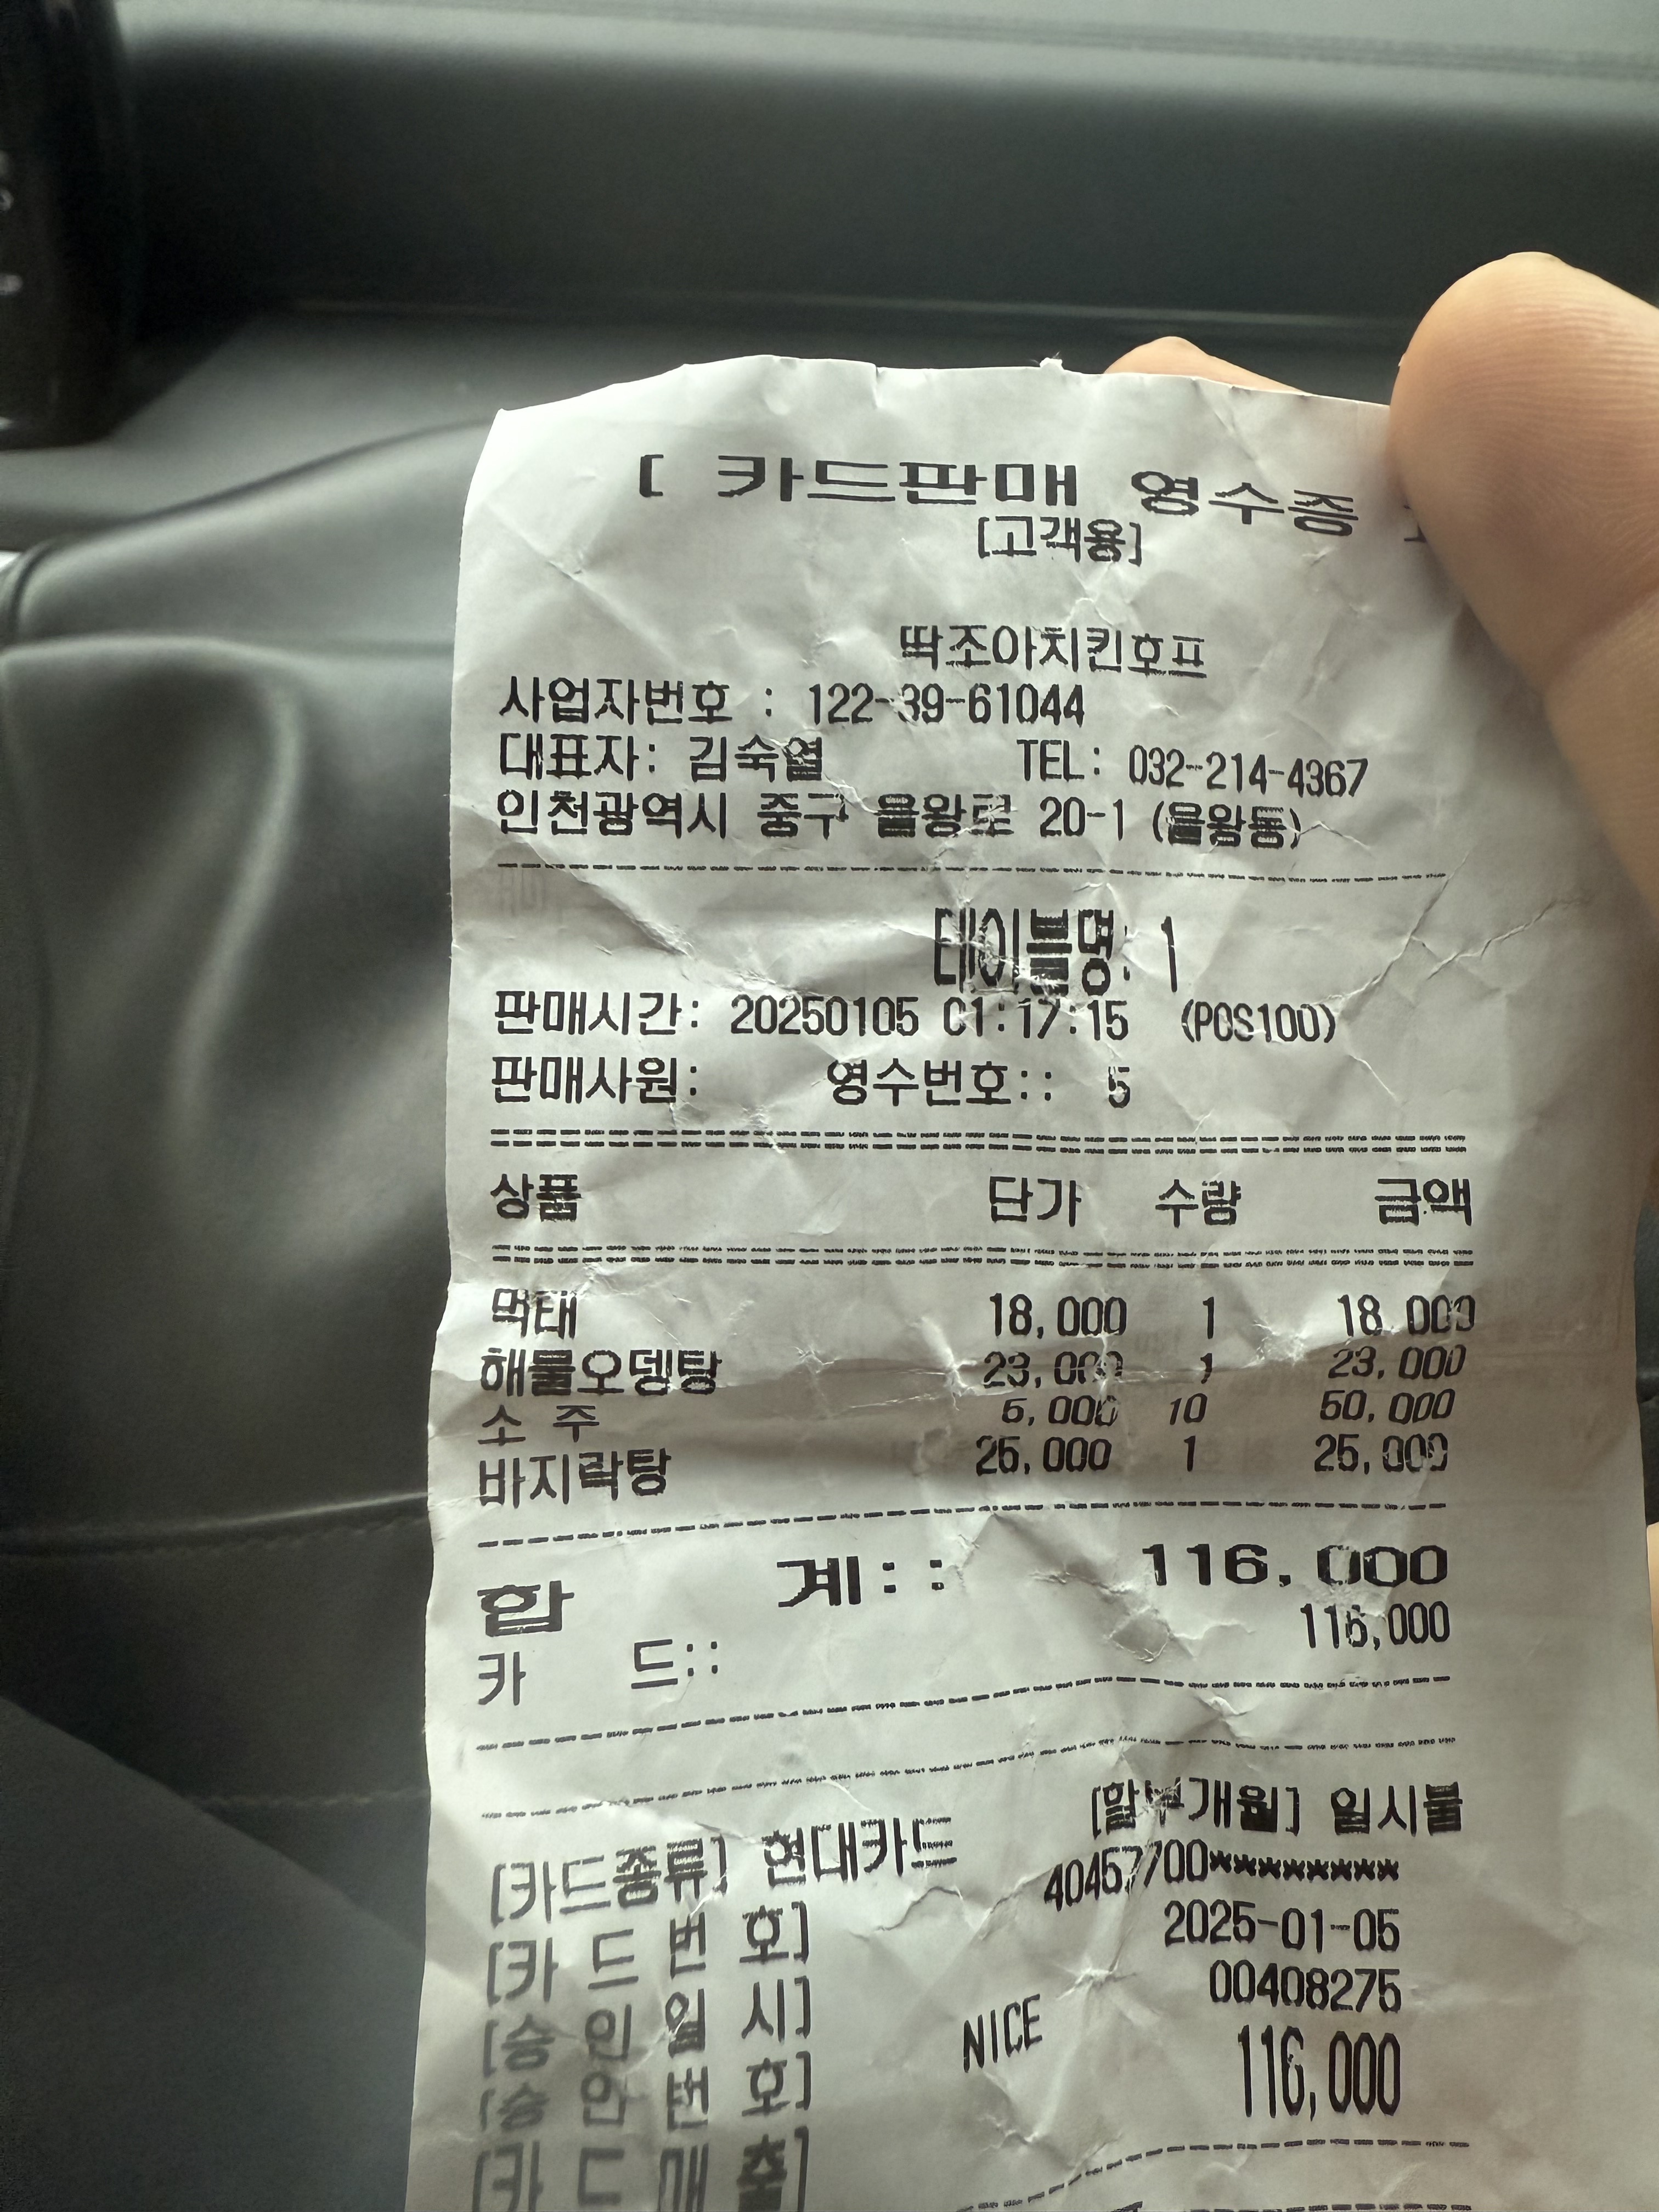 [ 카드판매 영수증
[고객용]
딱조아치킨호프
사업자번호 : 122-39-61044
대표자: 김숙열 TEL: 032-214-4367
인천광역시 중구 을왕로 20-1 (을왕동)
테이블명: 1
판매시간: 20250105 01:17:15 (POS100)
판매사원: 영수번호:: 5
상품 단가 수량 금액
먹태 18,000 1 18,000
해물오뎅탕 23,000 1 23,000
소 주 5,000 10 50,000
바지락탕 25,000 1 25,000
합 계:: 116,000
카 드:: 116,000
[카드종류] 현대카드 [할부개월] 일시불
[카 드 번 호] 40457700********
[승 인 일 시] 2025-01-05
[승 인 번 호] NICE 00408275
[카 드 매 출] 116,000